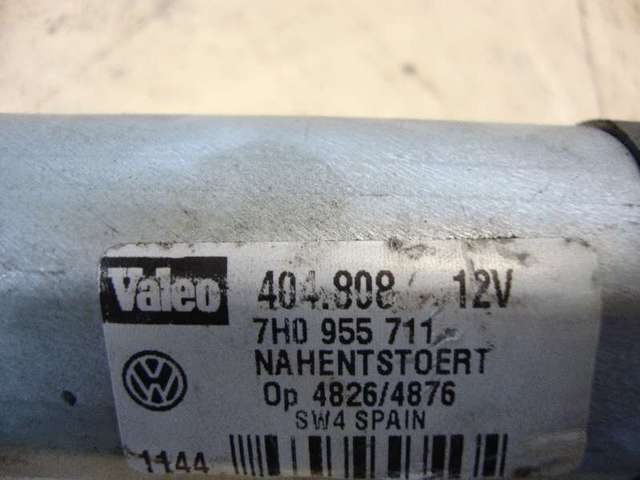 Valeo 404.808 12V
7H0 955 711
NAHENTSTOERT
Op 4826/4876
SW4 SPAIN
1144